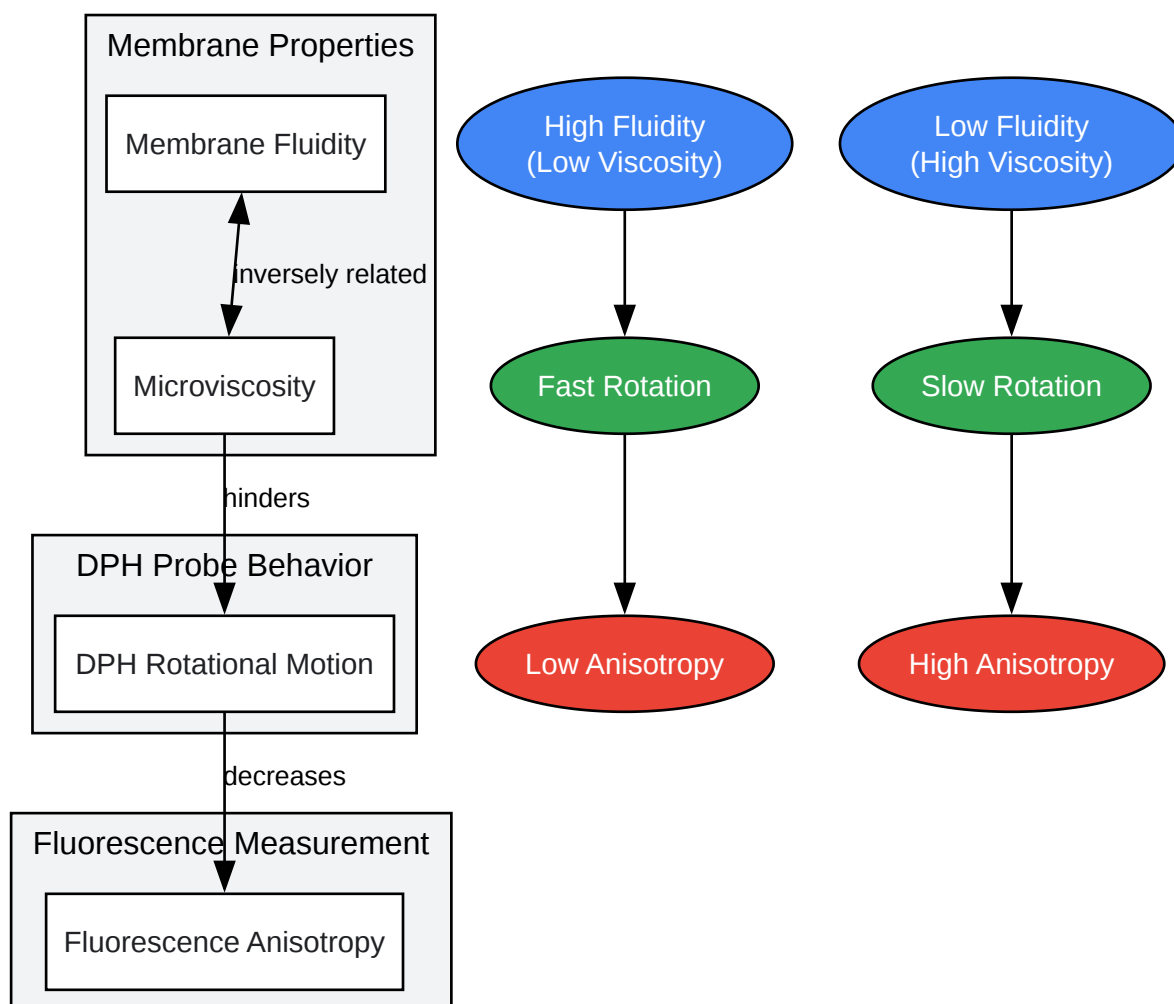 Membrane Properties
Membrane Fluidity
inversely related
Microviscosity
hinders
DPH Probe Behavior
DPH Rotational Motion
decreases
Fluorescence Measurement
Fluorescence Anisotropy
High Fluidity
(Low Viscosity)
Fast Rotation
Low Anisotropy
Low Fluidity
(High Viscosity)
Slow Rotation
High Anisotropy